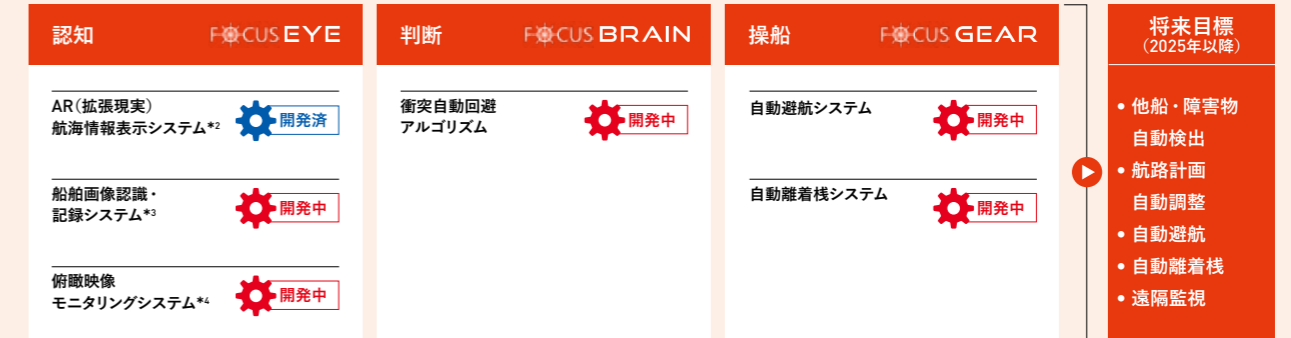 認知 FOCUS EYE
AR（拡張現実）
航海情報表示システム*2
開発済
船舶画像認識・
記録システム*3
開発中
俯瞰映像
モニタリングシステム*4
開発中
判断 FOCUS BRAIN
衝突自動回避
アルゴリズム
開発中
操船 FOCUS GEAR
自動避航システム
開発中
自動離着桟システム
開発中
将来目標
（2025年以降）
• 他船・障害物
自動検出
• 航路計画
自動調整
• 自動避航
• 自動離着桟
• 遠隔監視